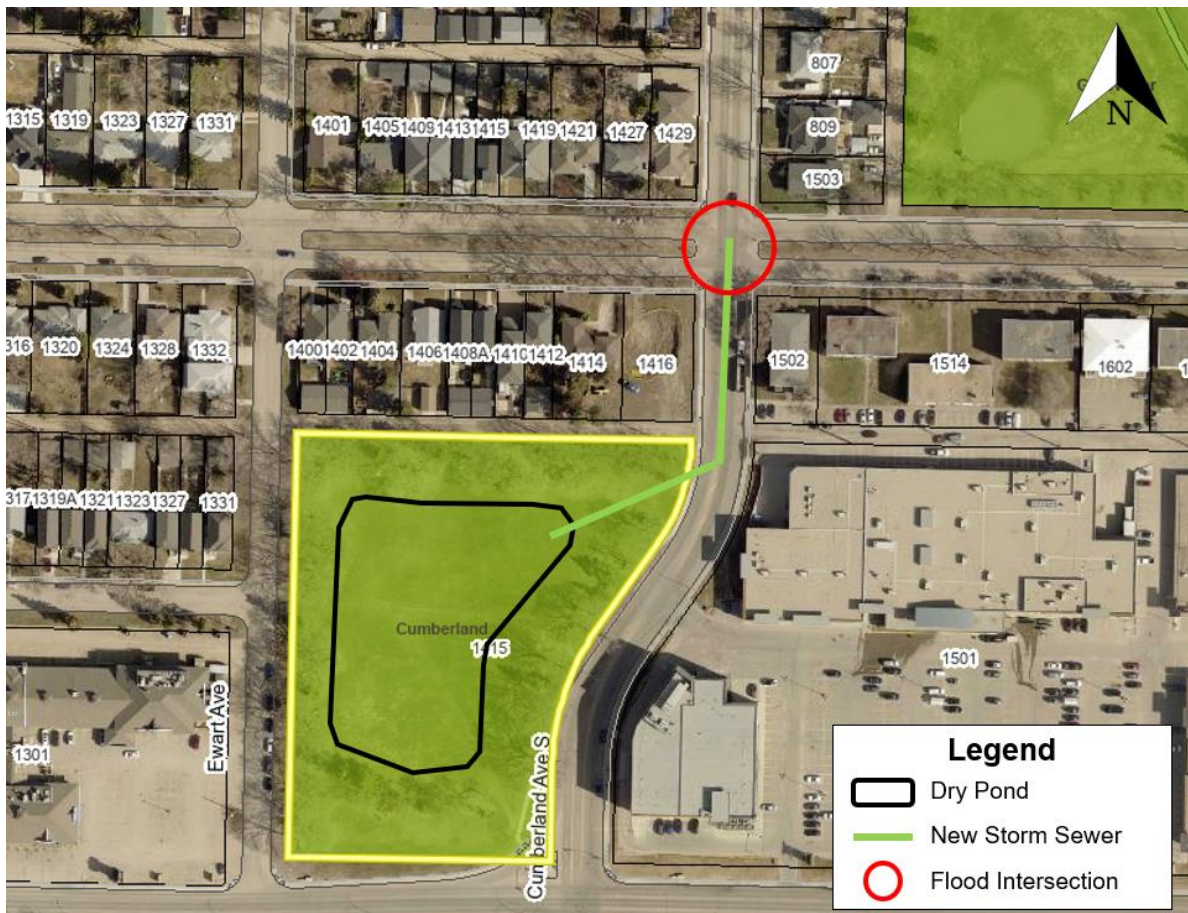 807
1315 1319 1323 1327 1331
1401 1405 1409 1413 1415 1419 1421 1427 1429
809
N
1503
316 1320 1324 1328 1332
1400 1402 1404 1406 1408A 1410 1412 1414 1416
1502 1514 1602
317 1319A 1321 1323 1327 1331
Cumberland
1415
1501
Ewart Ave
1301
Cumberland Ave S
Legend
Dry Pond
New Storm Sewer
Flood Intersection